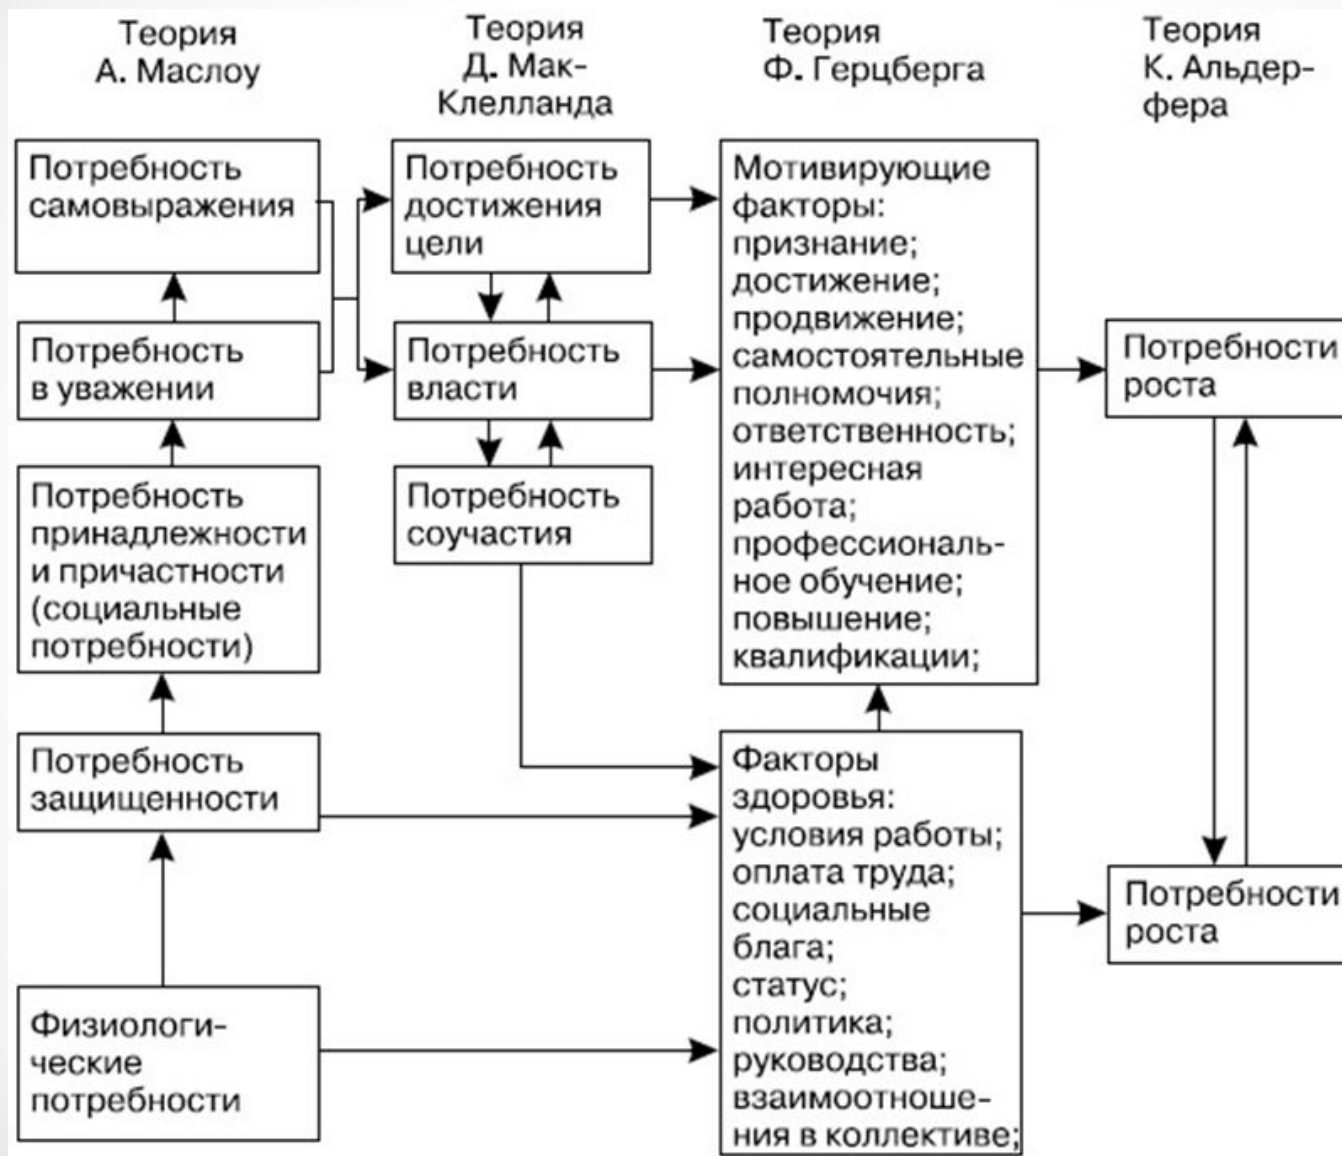 Теория
А. Маслоу
Теория
Д. Мак-
Клелланда
Теория
Ф. Герцберга
Теория
К. Альдер-
фера
Потребность
самовыражения
Потребность
в уважении
Потребность
принадлежности
и причастности
(социальные
потребности)
Потребность
защищенности
Физиологи-
ческие
потребности
Потребность
достижения
цели
Потребность
власти
Потребность
соучастия
Мотивирующие
факторы:
признание;
достижение;
продвижение;
самостоятельные
полномочия;
ответственность;
интересная
работа;
профессиональ-
ное обучение;
повышение;
квалификации;
Факторы
здоровья:
условия работы;
оплата труда;
социальные
блага;
статус;
политика;
руководства;
взаимоотноше-
ния в коллективе;
Потребности
роста
Потребности
роста